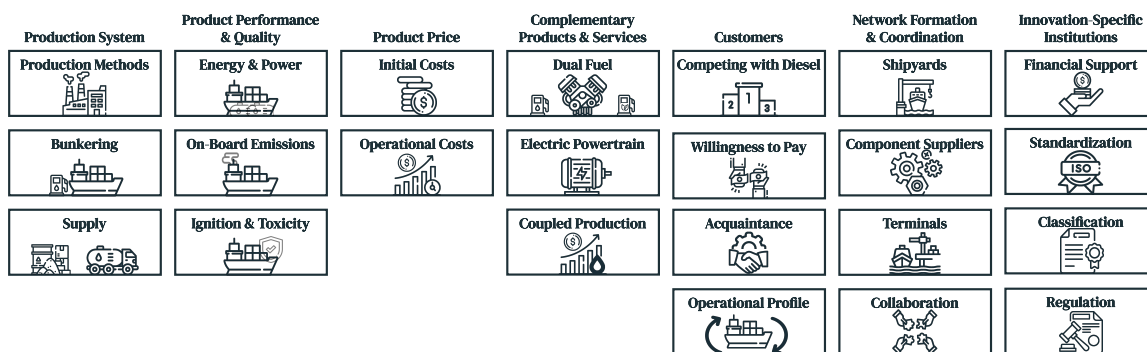 Production System
Product Performance
& Quality
Product Price
Complementary
Products & Services
Customers
Network Formation
& Coordination
Innovation-Specific
Institutions
Production Methods
Energy & Power
Initial Costs
$
Dual Fuel
Competing with Diesel
2 1 3
Shipyards
Financial Support
$
Bunkering
On-Board Emissions
Operational Costs
$
Electric Powertrain
Willingness to Pay
Component Suppliers
Standardization
ISO
Supply
Ignition & Toxicity
Coupled Production
$
Acquaintance
Terminals
Classification
Operational Profile
Collaboration
Regulation